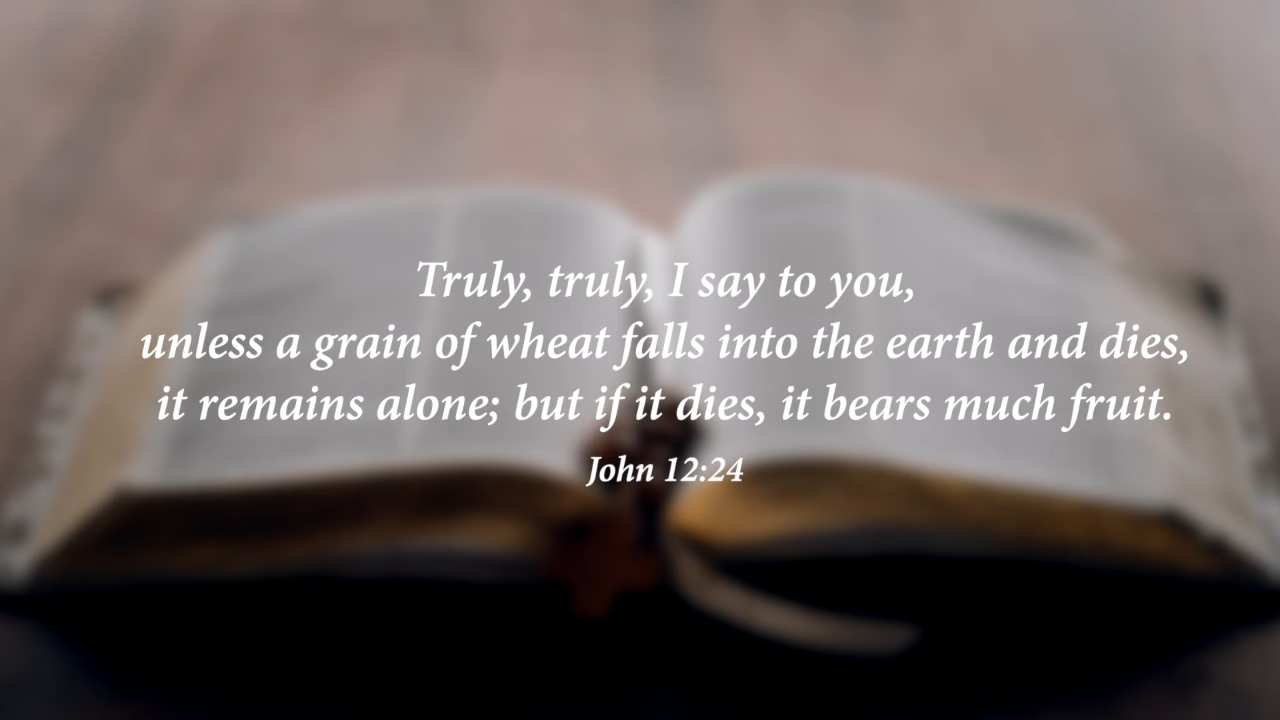 Truly, truly, I say to you,
unless a grain of wheat falls into the earth and dies,
it remains alone; but if it dies, it bears much fruit.
John 12:24